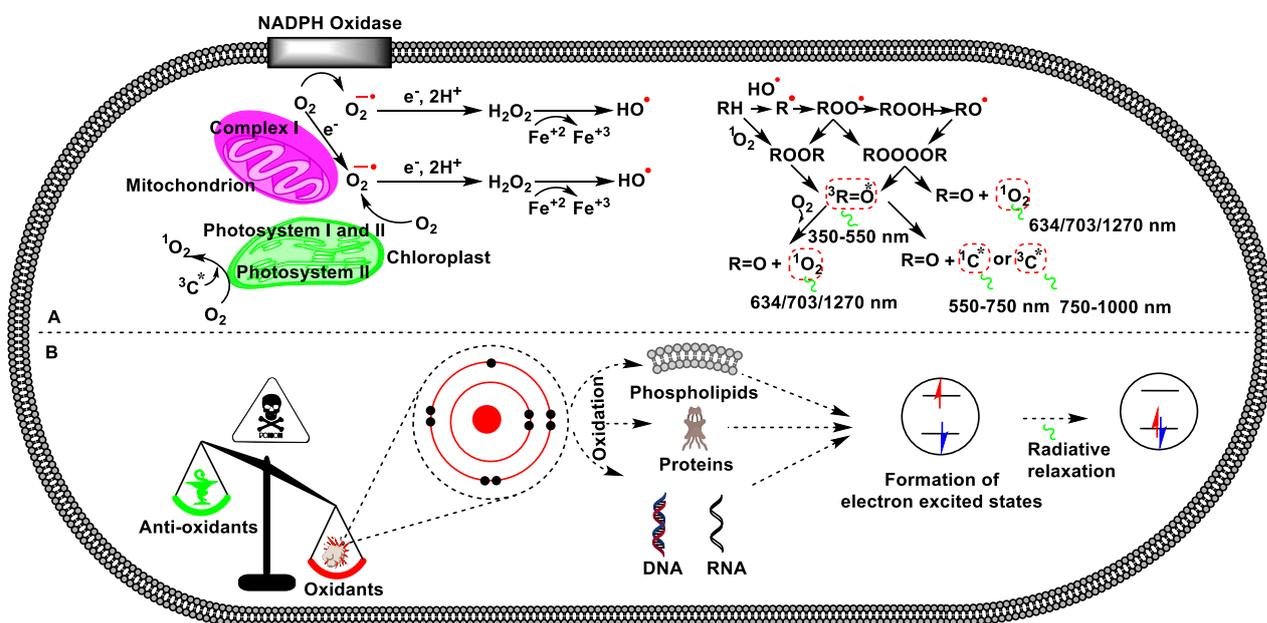 NADPH Oxidase
O₂
O₂⁻•
e⁻, 2H⁺
H₂O₂
HO•
Fe⁺² Fe⁺³
Complex I
e⁻
Mitochondrion
O₂⁻•
e⁻, 2H⁺
H₂O₂
HO•
Fe⁺² Fe⁺³
O₂
Photosystem I and II
Chloroplast
Photosystem II
¹O₂
³C*
O₂
HO•
RH R• ROO• ROOH RO•
¹O₂
ROOR ROOOOR
O₂ ³R=O*
R=O + ¹O₂
350-550 nm
634/703/1270 nm
R=O + ¹O₂
R=O + ¹C* or ³C*
634/703/1270 nm
550-750 nm 750-1000 nm
A
B
POISON!
Anti-oxidants
Oxidants
Oxidation
Phospholipids
Proteins
DNA RNA
Formation of
electron excited states
Radiative
relaxation